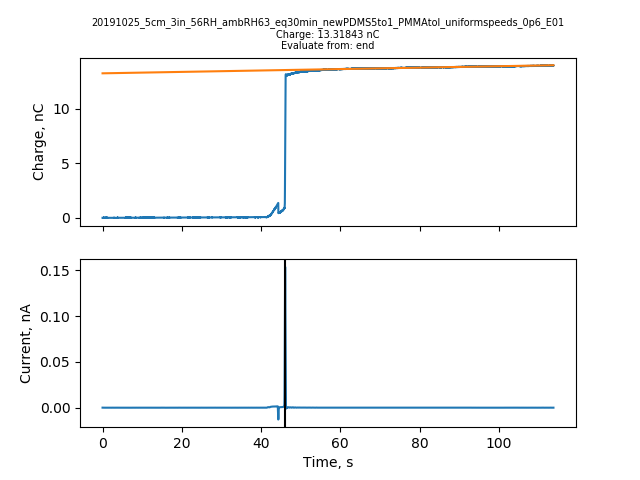 20191025_5cm_3in_56RH_ambRH63_eq30min_newPDMS5to1_PMMAtol_uniformspeeds_0p6_E01
Charge: 13.31843 nC
Evaluate from: end
10
5
0
Charge, nC
0.15
0.10
0.05
0.00
Current, nA
0 20 40 60 80 100
Time, s